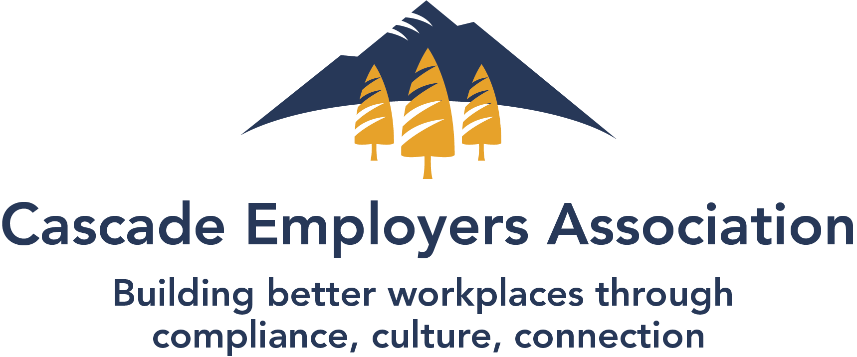 Cascade Employers Association
Building better workplaces through
compliance, culture, connection